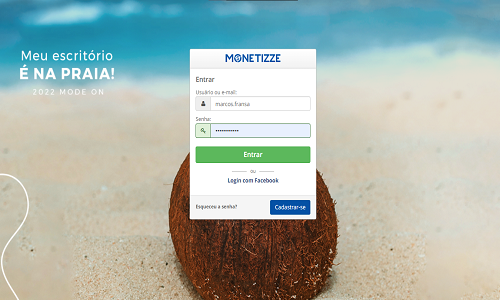 Meu escritório
É NA PRAIA!
2022 MODE ON
MONETIZZE
Entrar
Usuário ou e-mail:
marcos.fransa
Senha:
Entrar
ou
Login com Facebook
Esqueceu a senha?
Cadastrar-se